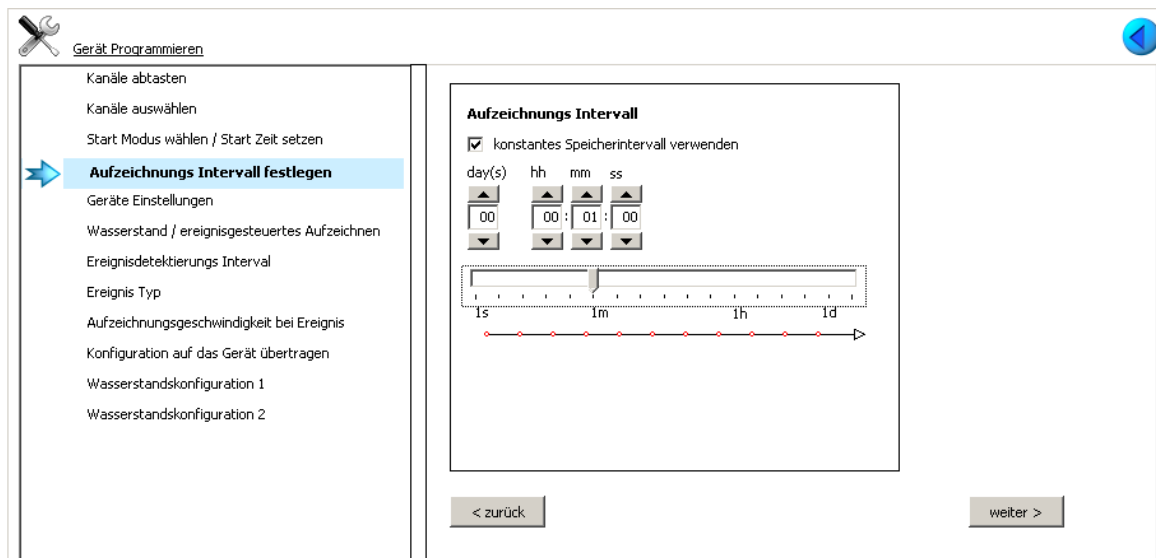 Gerät Programmieren
Kanäle abtasten
Kanäle auswählen
Start Modus wählen / Start Zeit setzen
Aufzeichnungs Intervall festlegen
Geräte Einstellungen
Wasserstand / ereignisgesteuertes Aufzeichnen
Ereignisdetektierungs Interval
Ereignis Typ
Aufzeichnungsgeschwindigkeit bei Ereignis
Konfiguration auf das Gerät übertragen
Wasserstandskonfiguration 1
Wasserstandskonfiguration 2
Aufzeichnungs Intervall
konstantes Speicherintervall verwenden
day(s) hh mm ss
00 00 : 01 : 00
1s 1m 1h 1d
< zurück weiter >